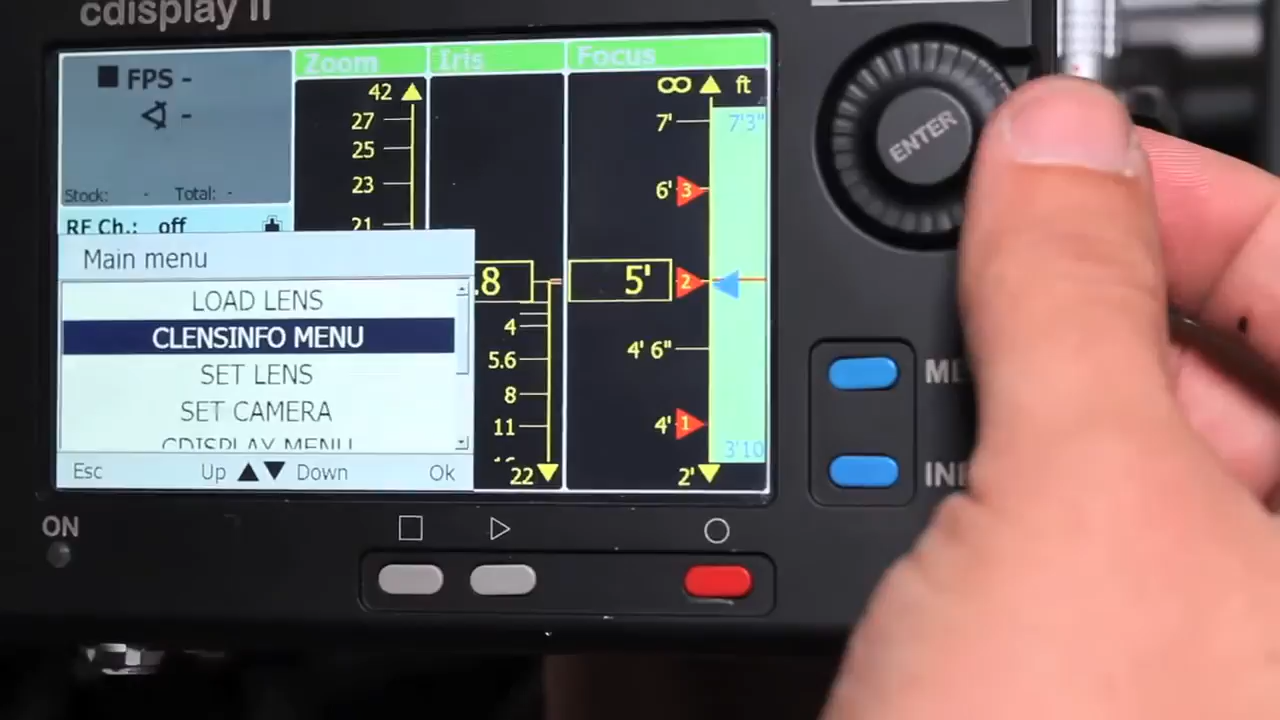 cdisplay II
FPS -
-
Stock: - Total: -
RF Ch.: off
Main menu
LOAD LENS
CLENSINFO MENU
SET LENS
SET CAMERA
CDISPLAY MENU
Esc Up Down Ok
Zoom
42
27
25
23
21
Iris
.8
4
5.6
8
11
22
Focus
∞ ft
7' 7'3"
6' 3
5' 2
4' 6"
4' 1
3'10
2'
ENTER
ON